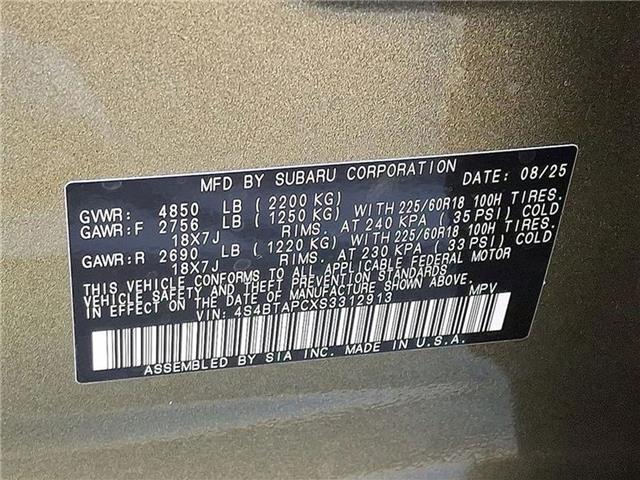 MFD BY SUBARU CORPORATION DATE: 08/25
GVWR: 4850 LB ( 2200 KG)
GAWR:F 2756 LB ( 1250 KG) WITH 225/60R18 100H TIRES.
18X7J RIMS. AT 240 KPA ( 35 PSI) COLD
GAWR:R 2690 LB ( 1220 KG) WITH 225/60R18 100H TIRES.
18X7J RIMS. AT 230 KPA ( 33 PSI) COLD
THIS VEHICLE CONFORMS TO ALL APPLICABLE FEDERAL MOTOR
VEHICLE SAFETY AND THEFT PREVENTION STANDARDS
IN EFFECT ON THE DATE OF MANUFACTURE SHOWN ABOVE.
VIN: 4S4BTAPCXS3312913 MPV
ASSEMBLED BY SIA INC. MADE IN U.S.A.